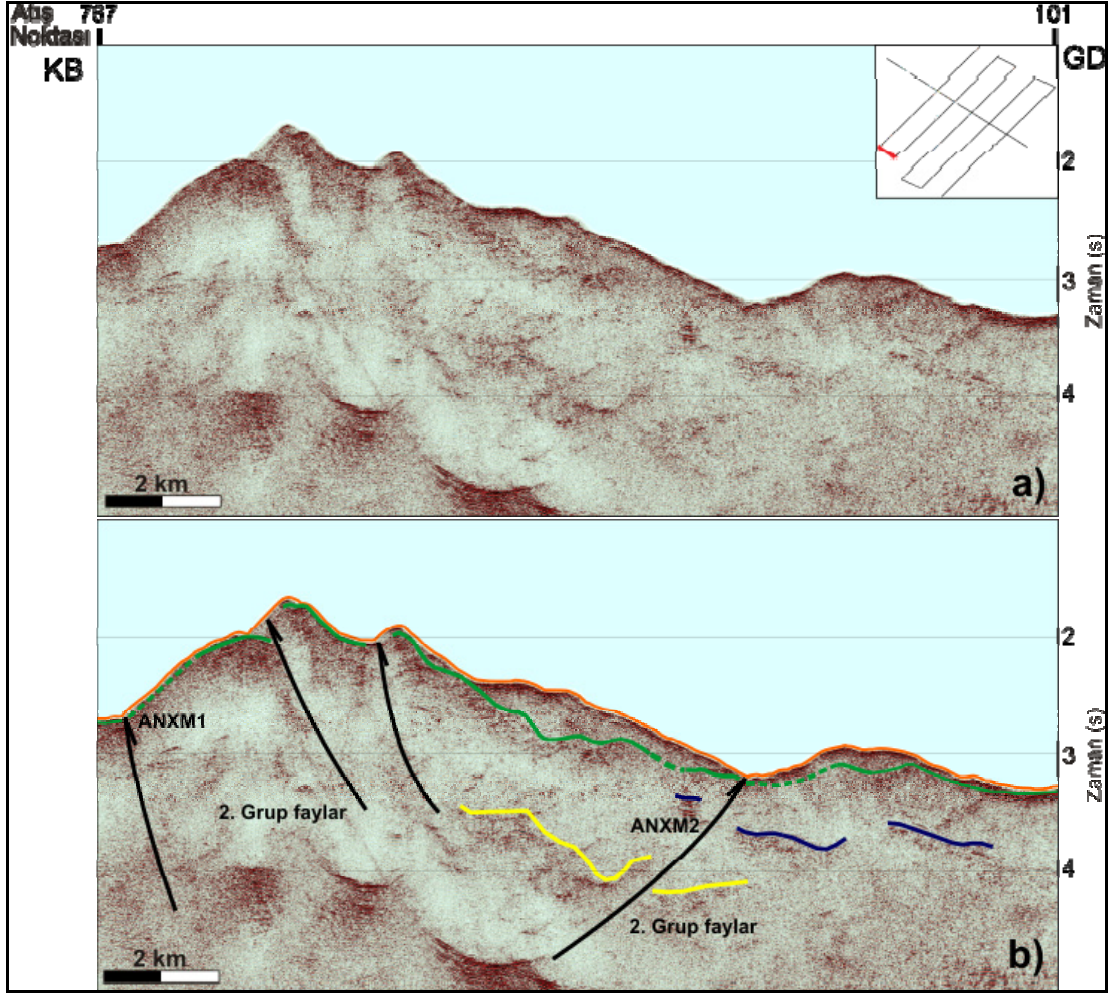 Atış 737 101
Noktası
KB GD
2
3
Zaman (s)
4
2 km
a)
2
ANXM1
3
Zaman (s)
2. Grup faylar
ANXM2
4
2. Grup faylar
2 km
b)